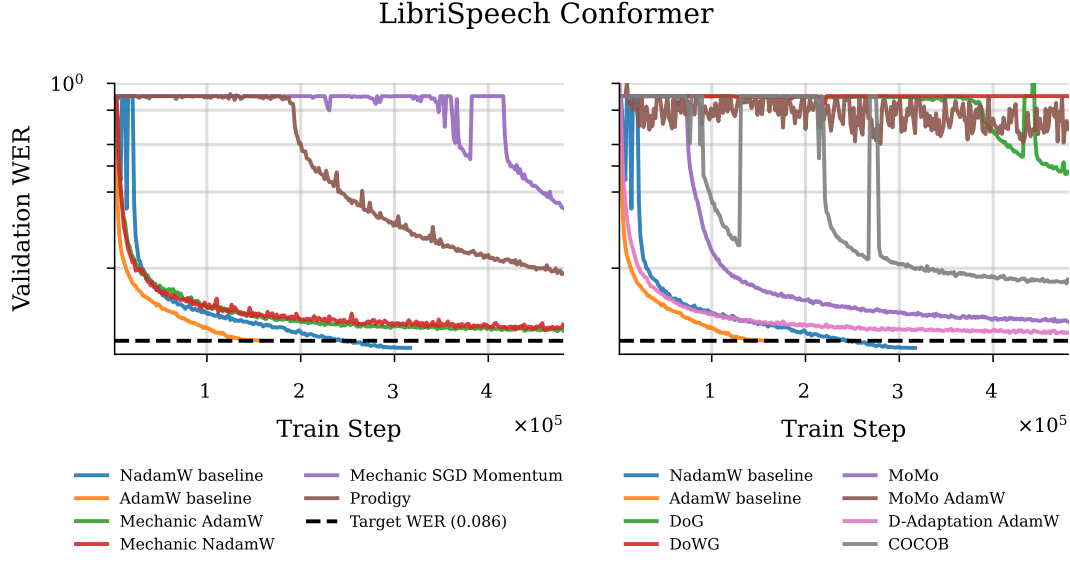 LibriSpeech Conformer
10⁰
Validation WER
1 2 3 4
1 2 3 4
Train Step ×10⁵
Train Step ×10⁵
NadamW baseline
AdamW baseline
Mechanic AdamW
Mechanic NadamW
Mechanic SGD Momentum
Prodigy
Target WER (0.086)
NadamW baseline
AdamW baseline
DoG
DoWG
MoMo
MoMo AdamW
D-Adaptation AdamW
COCOB